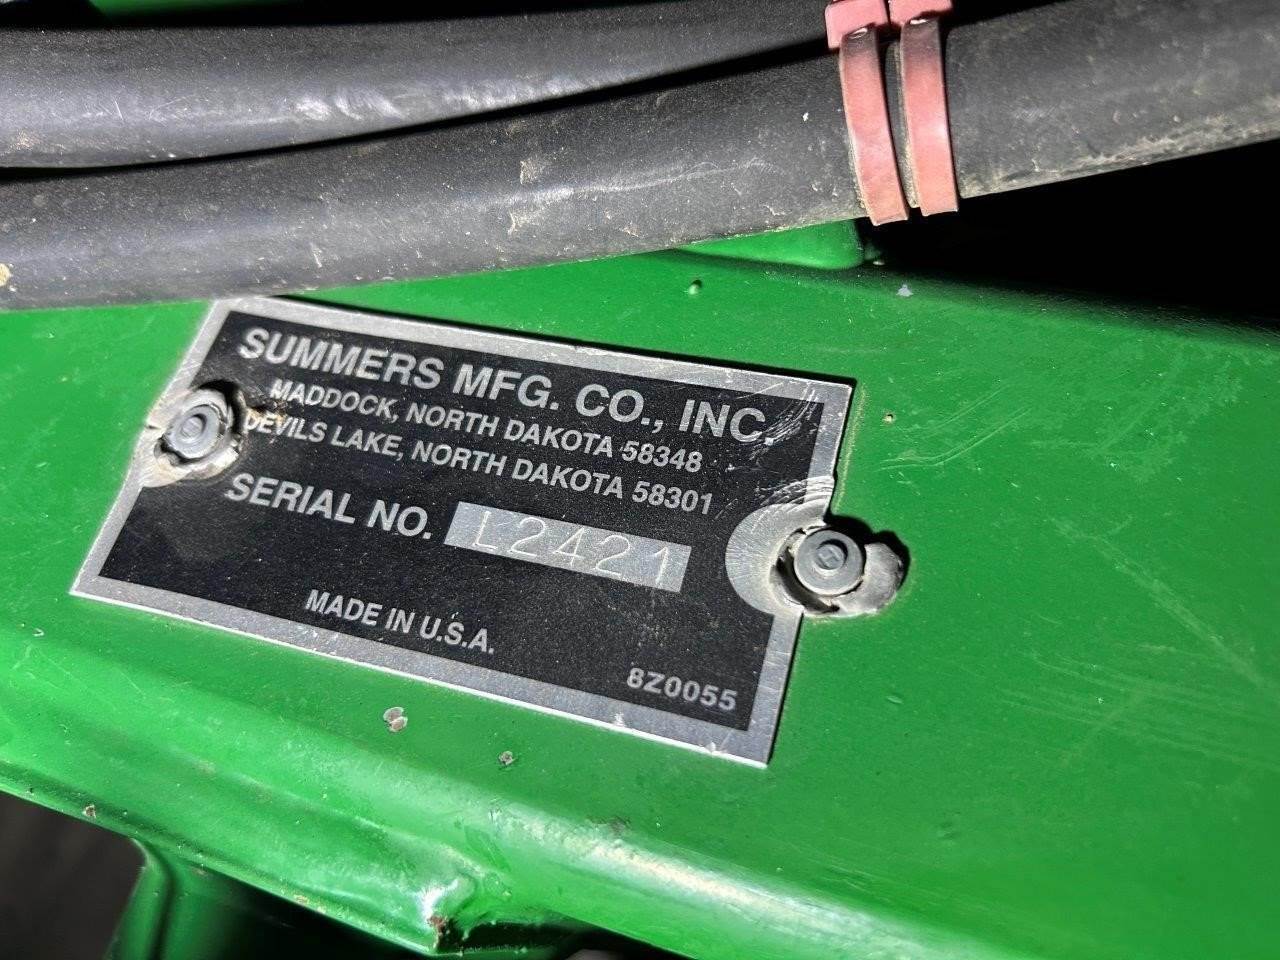 SUMMERS MFG. CO., INC.
MADDOCK, NORTH DAKOTA 58348
DEVILS LAKE, NORTH DAKOTA 58301
SERIAL NO. L2421
MADE IN U.S.A.
8Z0055